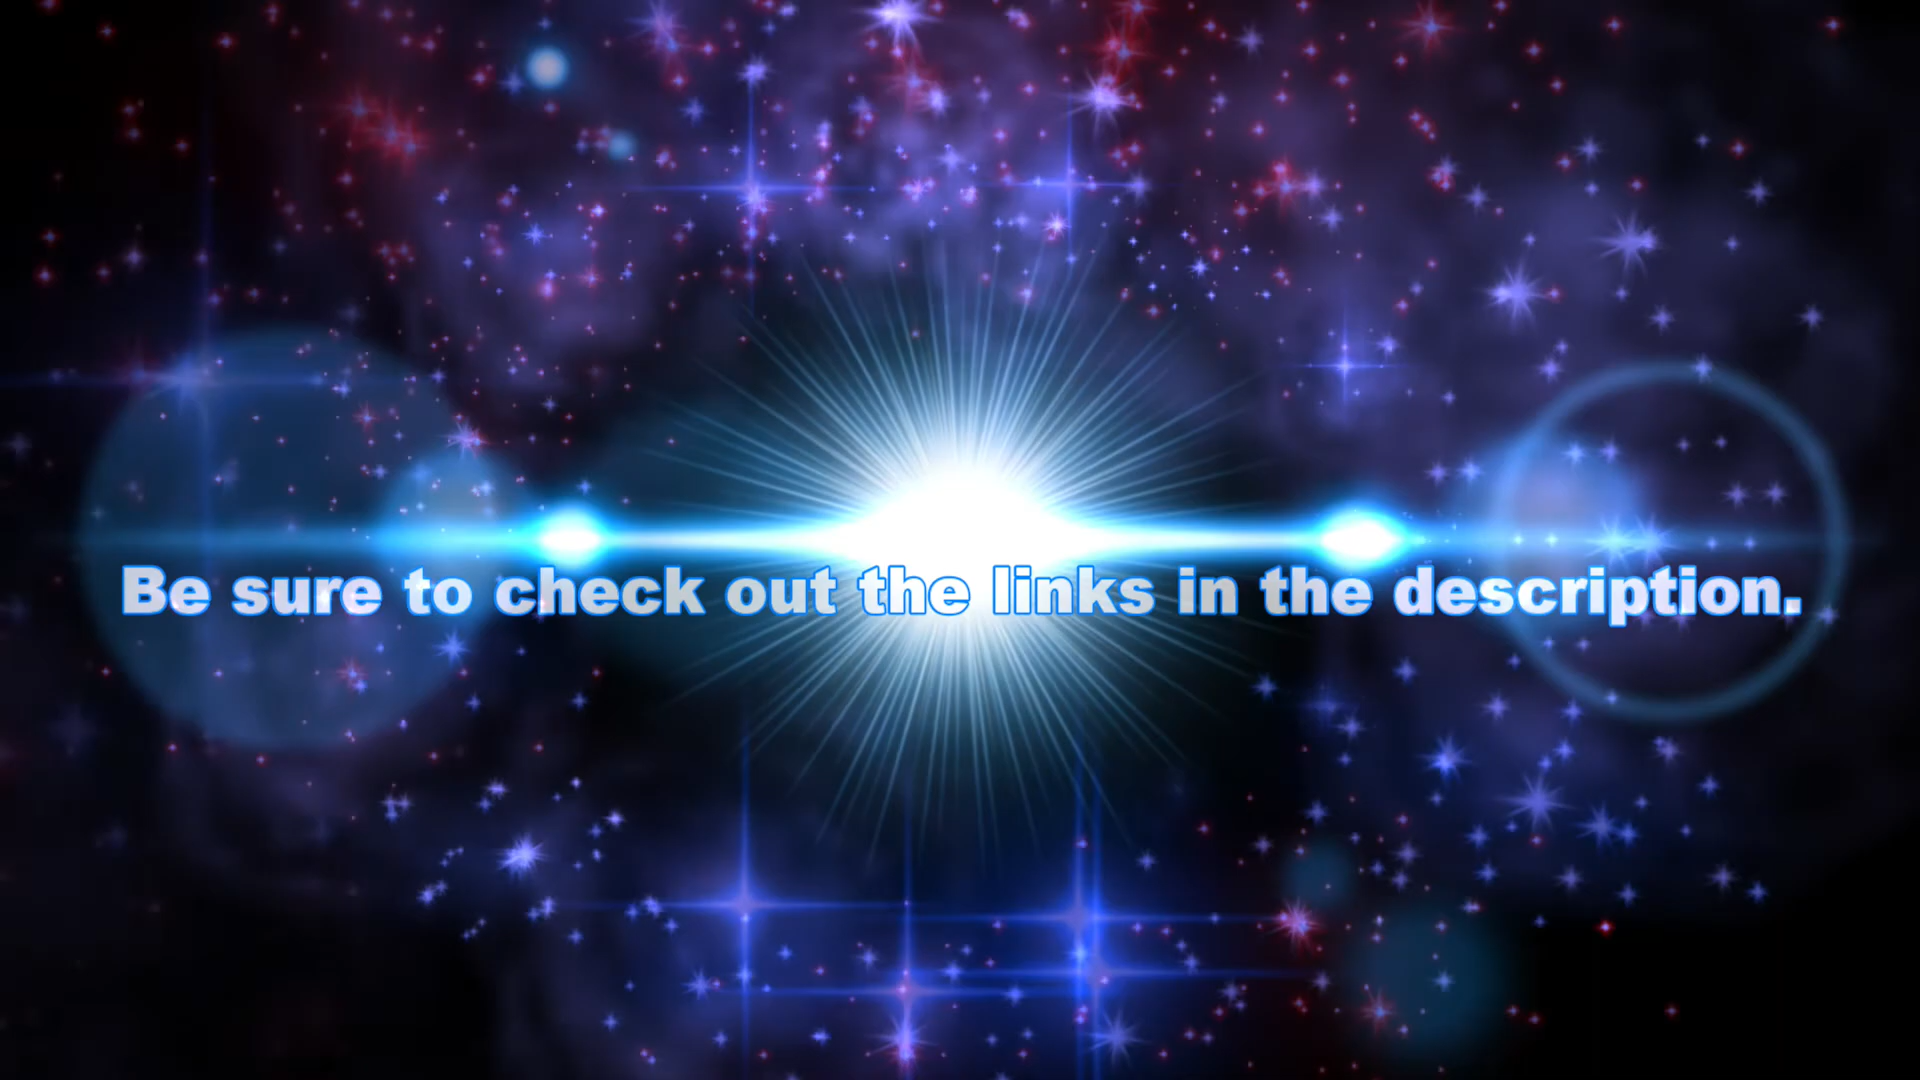 Be sure to check out the links in the description.